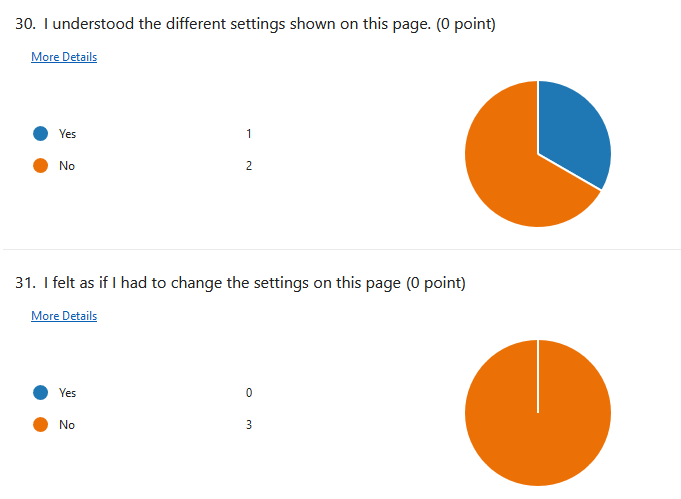 30. I understood the different settings shown on this page. (0 point)
More Details
Yes 1
No 2
31. I felt as if I had to change the settings on this page (0 point)
More Details
Yes 0
No 3